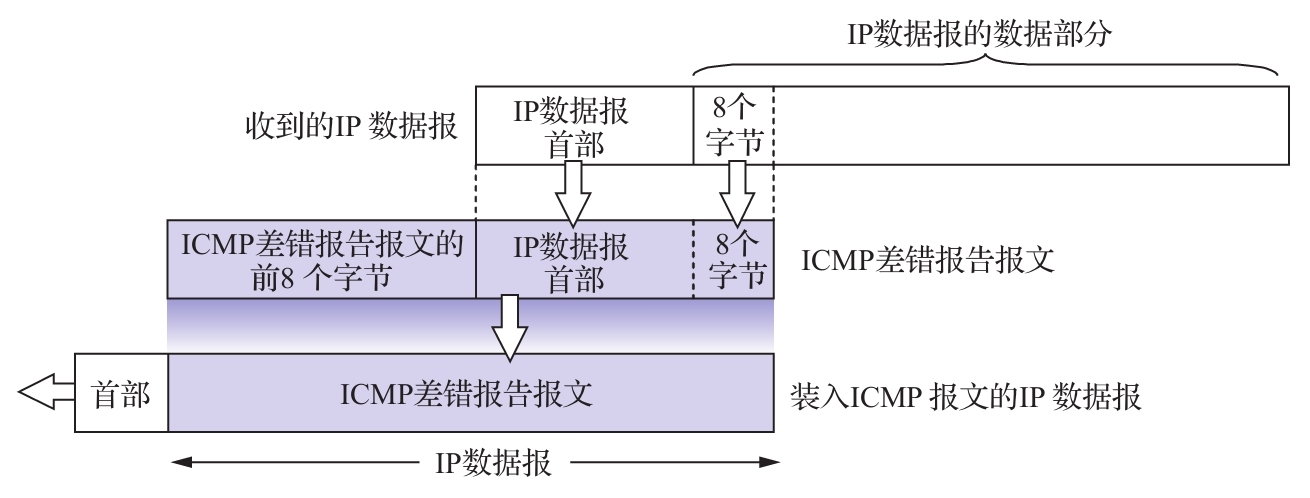 IP数据报的数据部分
收到的IP 数据报
IP数据报
首部
8个
字节
ICMP差错报告报文的
前8 个字节
IP数据报
首部
8个
字节
ICMP差错报告报文
首部
ICMP差错报告报文
装入ICMP 报文的IP 数据报
IP数据报